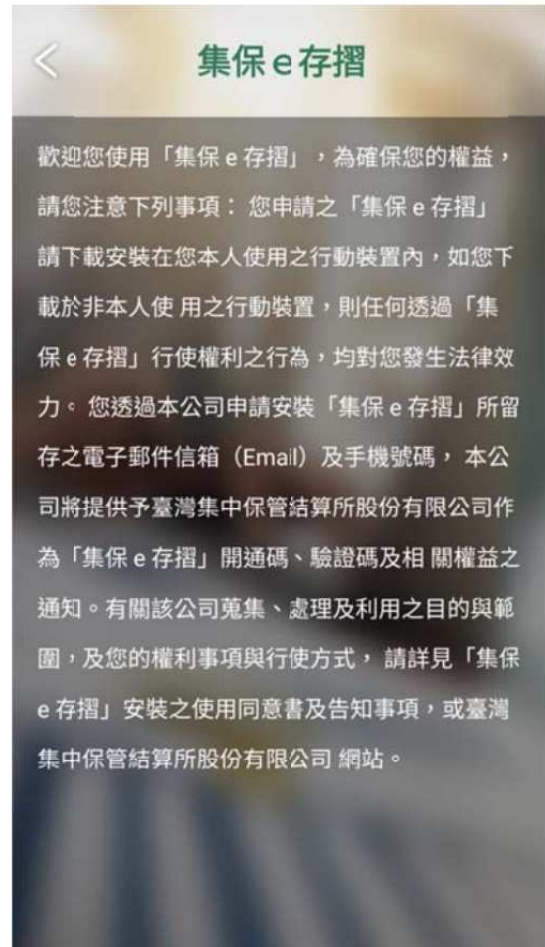 集保e存摺
歡迎您使用「集保 e 存摺」，為確保您的權益，
請您注意下列事項： 您申請之「集保 e 存摺」
請下載安裝在您本人使用之行動裝置內，如您下
載於非本人使 用之行動裝置，則任何透過「集
保 e 存摺」行使權利之行為，均對您發生法律效
力。 您透過本公司申請安裝「集保 e 存摺」所留
存之電子郵件信箱（Email）及手機號碼， 本公
司將提供予臺灣集中保管結算所股份有限公司作
為「集保 e 存摺」開通碼、驗證碼及相 關權益之
通知。有關該公司蒐集、處理及利用之目的與範
圍，及您的權利事項與行使方式， 請詳見「集保
e 存摺」安裝之使用同意書及告知事項，或臺灣
集中保管結算所股份有限公司 網站。